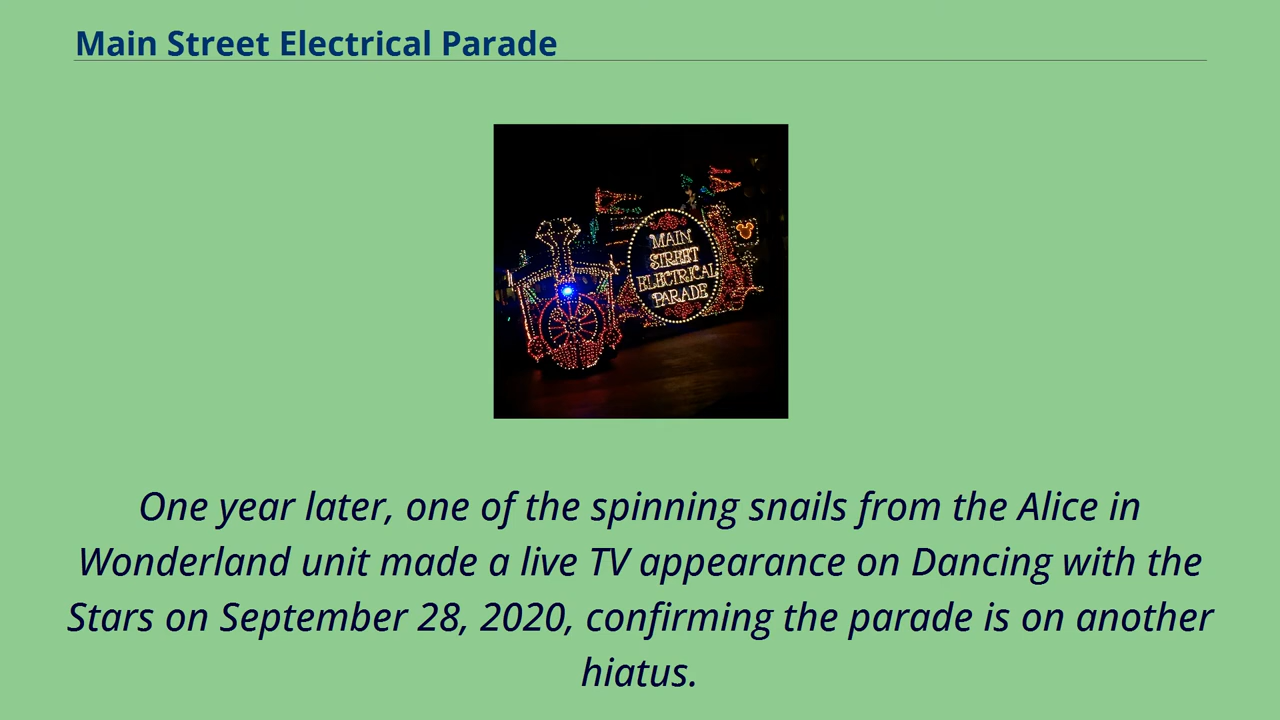 Main Street Electrical Parade
MAIN
STREET
ELECTRICAL
PARADE
One year later, one of the spinning snails from the Alice in
Wonderland unit made a live TV appearance on Dancing with the
Stars on September 28, 2020, confirming the parade is on another
hiatus.